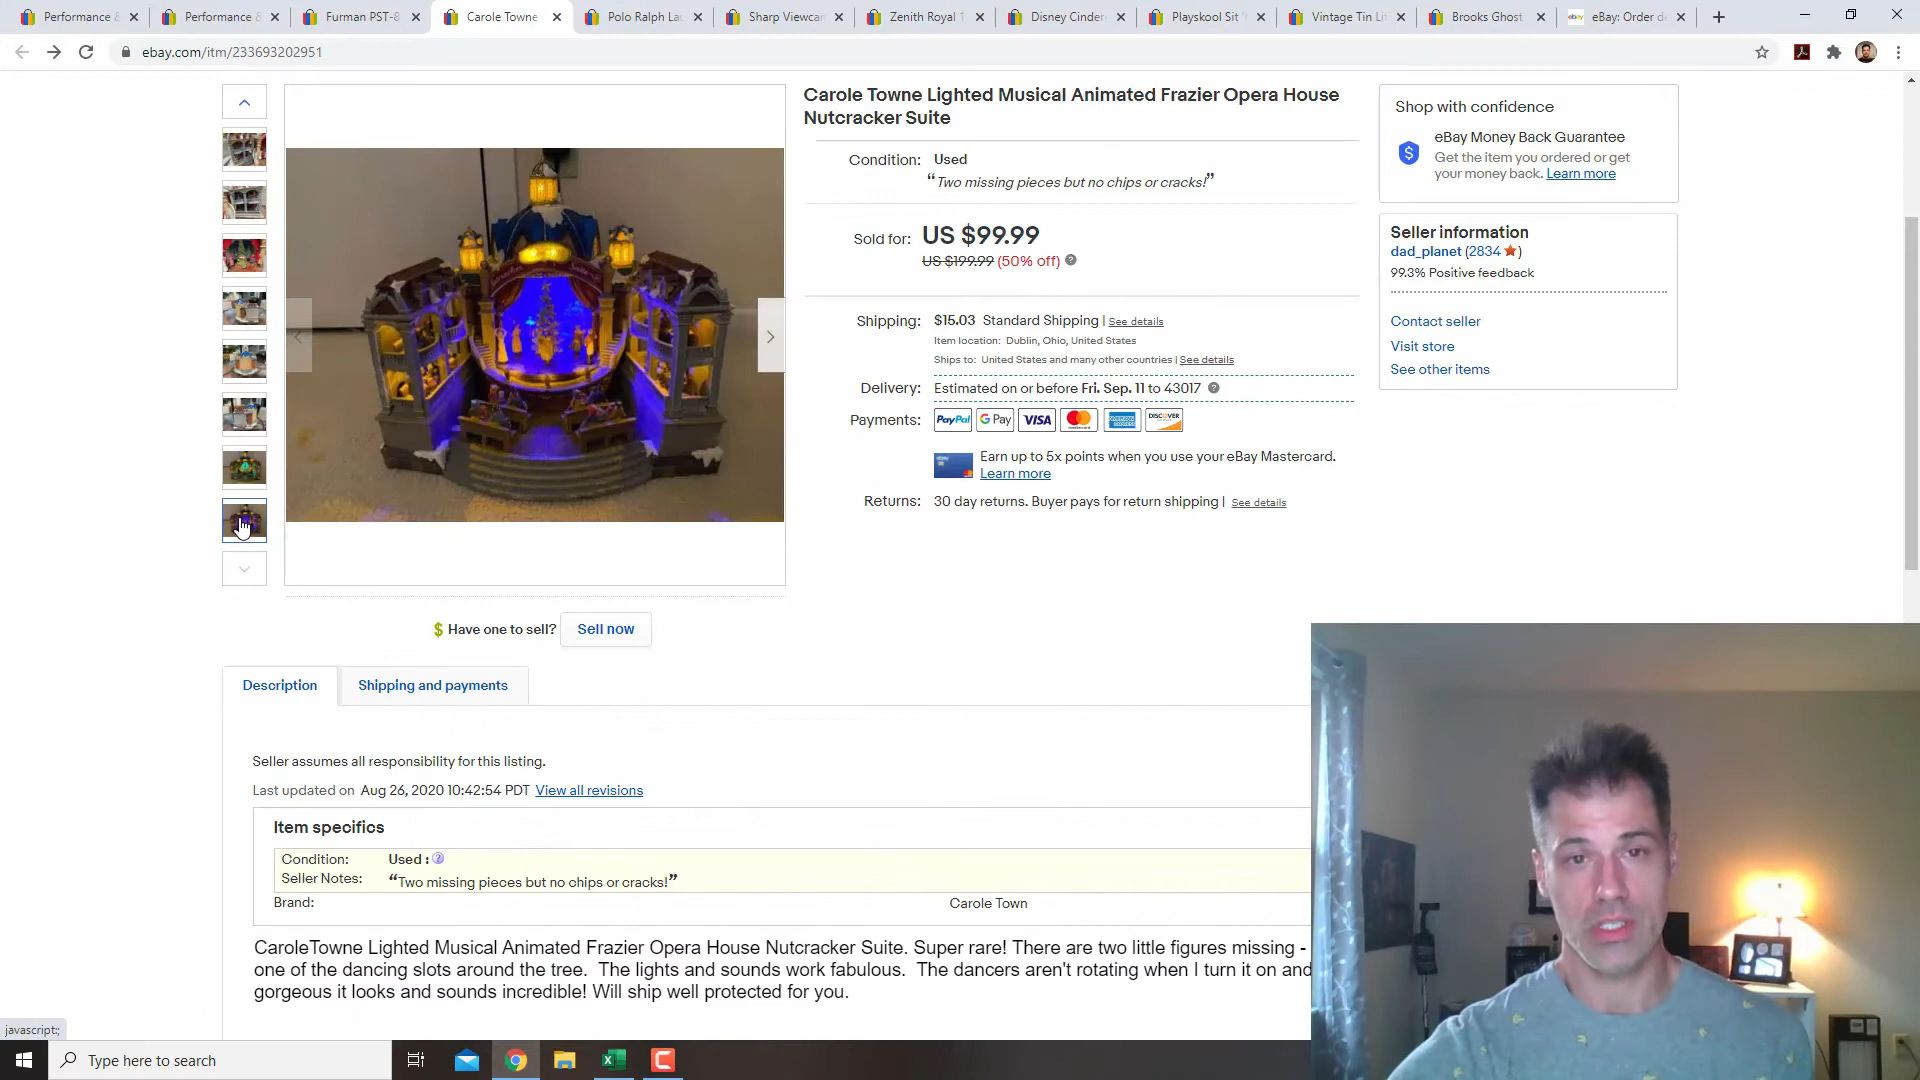 Performance &
Performance &
Furman PST-8
Carole Towne
Polo Ralph Lau
Sharp Viewca
Zenith Royal
Disney Cinder
Playskool Sit
Vintage Tin Lit
Brooks Ghost
ebay eBay: Order d
ebay.com/itm/233693202951
Carole Towne Lighted Musical Animated Frazier Opera House
Nutcracker Suite
Condition: Used
“Two missing pieces but no chips or cracks!”
Sold for: US $99.99
US $199.99 (50% off)
Shipping: $15.03 Standard Shipping | See details
Item location: Dublin, Ohio, United States
Ships to: United States and many other countries | See details
Delivery: Estimated on or before Fri. Sep. 11 to 43017
Payments: PayPal G Pay VISA mastercard AMERICAN EXPRESS DISCOVER
Earn up to 5x points when you use your eBay Mastercard.
Learn more
Returns: 30 day returns. Buyer pays for return shipping | See details
Shop with confidence
eBay Money Back Guarantee
Get the item you ordered or get
your money back. Learn more
Seller information
dad_planet (2834)
99.3% Positive feedback
Contact seller
Visit store
See other items
$ Have one to sell? Sell now
Description
Shipping and payments
Seller assumes all responsibility for this listing.
Last updated on Aug 26, 2020 10:42:54 PDT View all revisions
Item specifics
Condition: Used :
Seller Notes: “Two missing pieces but no chips or cracks!”
Brand: Carole Town
CaroleTowne Lighted Musical Animated Frazier Opera House Nutcracker Suite. Super rare! There are two little figures missing -
one of the dancing slots around the tree. The lights and sounds work fabulous. The dancers aren't rotating when I turn it on and
gorgeous it looks and sounds incredible! Will ship well protected for you.
javascript:;
Type here to search